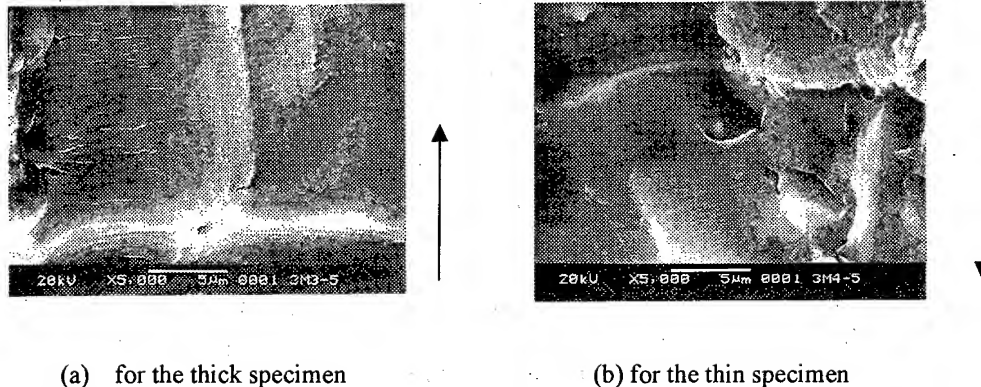 20kV X5,000 5µm 0001 3M3-5
20kV X5,000 5µm 0001 3M4-5
(a) for the thick specimen
(b) for the thin specimen